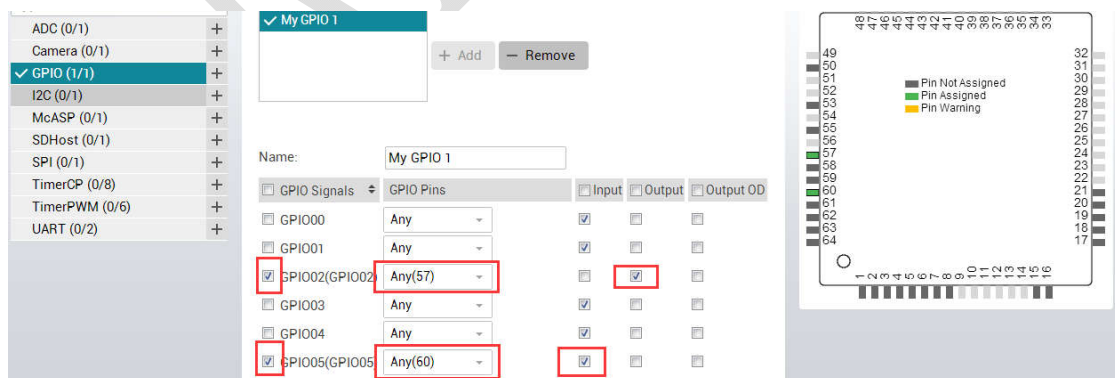 ADC (0/1) +
Camera (0/1) +
GPIO (1/1) +
I2C (0/1) +
McASP (0/1) +
SDHost (0/1) +
SPI (0/1) +
TimerCP (0/8) +
TimerPWM (0/6) +
UART (0/2) +
My GPIO 1
+ Add
− Remove
Name: My GPIO 1
GPIO Signals GPIO Pins Input Output Output OD
GPIO00 Any
GPIO01 Any
GPIO02(GPIO02) Any(57)
GPIO03 Any
GPIO04 Any
GPIO05(GPIO05 Any(60)
48 47 46 45 44 43 42 41 40 39 38 37 36 35 34 33
49 32
50 31
51 30
52 29
53 28
54 27
55 26
56 25
57 24
58 23
59 22
60 21
61 20
62 19
63 18
64 17
Pin Not Assigned
Pin Assigned
Pin Warning
1 2 3 4 5 6 7 8 9 10 11 12 13 14 15 16